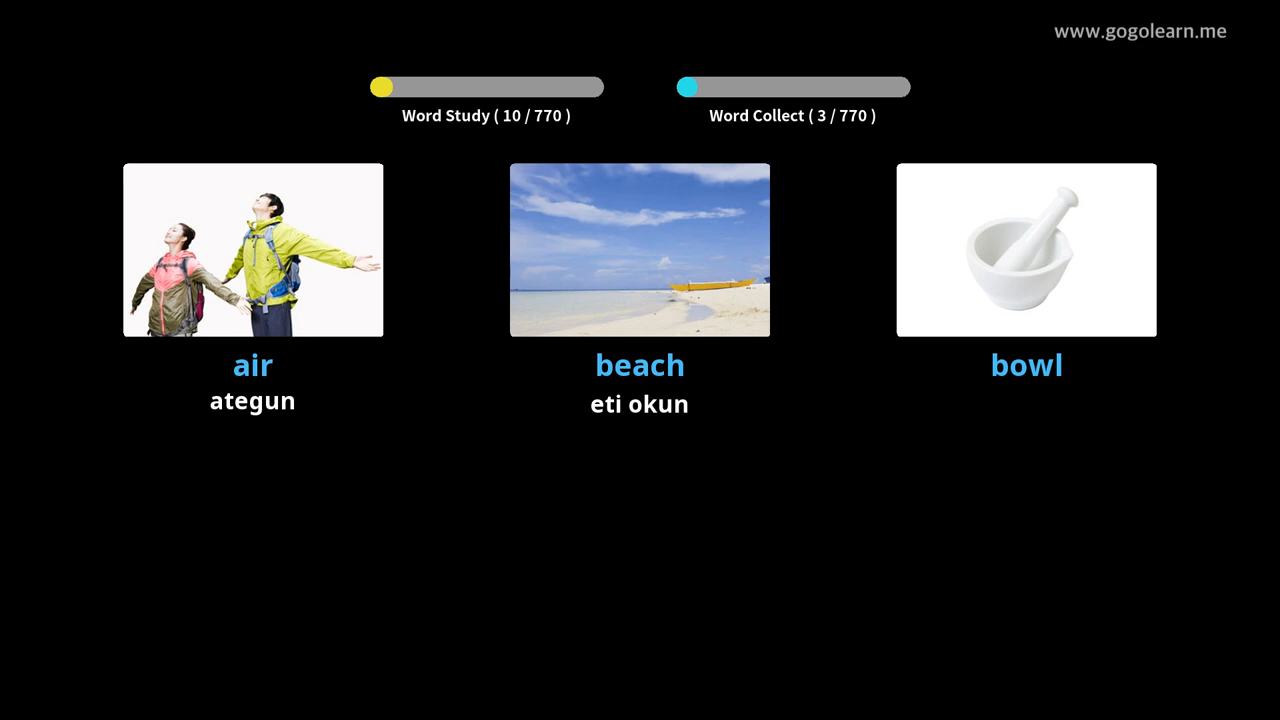 www.gogolearn.me
Word Study ( 10 / 770 )
Word Collect ( 3 / 770 )
air
ategun
beach
eti okun
bowl